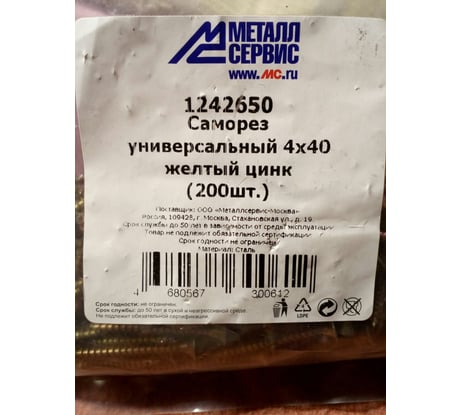 МЕТАЛЛ
СЕРВИС
www.мс.ru
1242650
Саморез
универсальный 4х40
желтый цинк
(200шт.)
Поставщик: ООО «Металлсервис-Москва»
Россия, 109428, г. Москва, Стахановская ул., д. 19
Срок службы до 50 лет в зависимости от среды эксплуатации
Товар не подлежит обязательной сертификации
Срок годности не ограничен
Материал: Сталь
4 680567 300612
Срок годности: не ограничен.
Срок службы: до 50 лет в сухой и неагрессивной среде.
Не подлежит обязательной сертификации.
4
LDPE